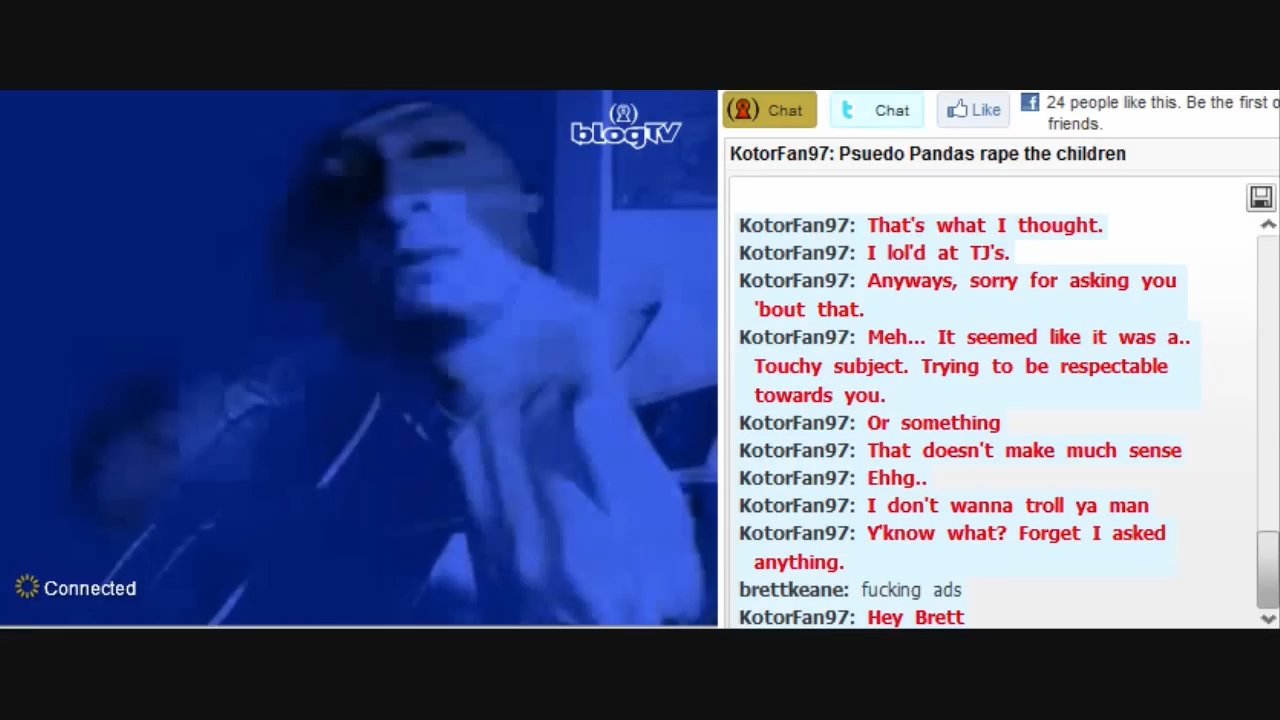 blogTV
Connected
Chat
Chat
Like
24 people like this. Be the first o
friends.
KotorFan97: Psuedo Pandas rape the children
KotorFan97: That's what I thought.
KotorFan97: I lol'd at TJ's.
KotorFan97: Anyways, sorry for asking you
'bout that.
KotorFan97: Meh... It seemed like it was a..
Touchy subject. Trying to be respectable
towards you.
KotorFan97: Or something
KotorFan97: That doesn't make much sense
KotorFan97: Ehhg..
KotorFan97: I don't wanna troll ya man
KotorFan97: Y'know what? Forget I asked
anything.
brettkeane: fucking ads
KotorFan97: Hey Brett